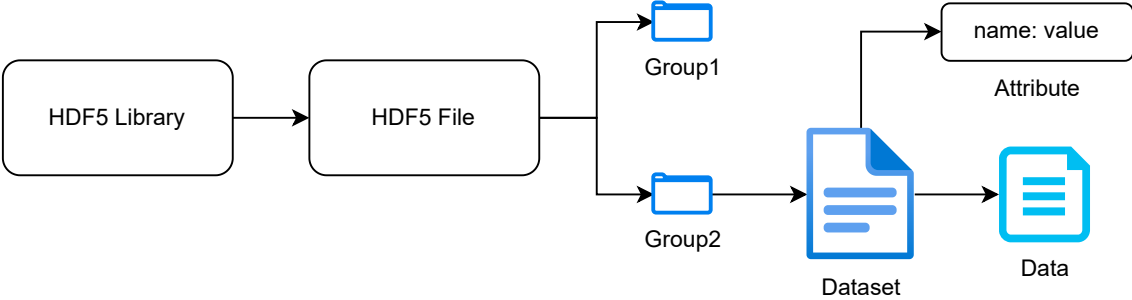 name: value
Attribute
Group1
HDF5 Library
HDF5 File
Group2
Dataset
Data